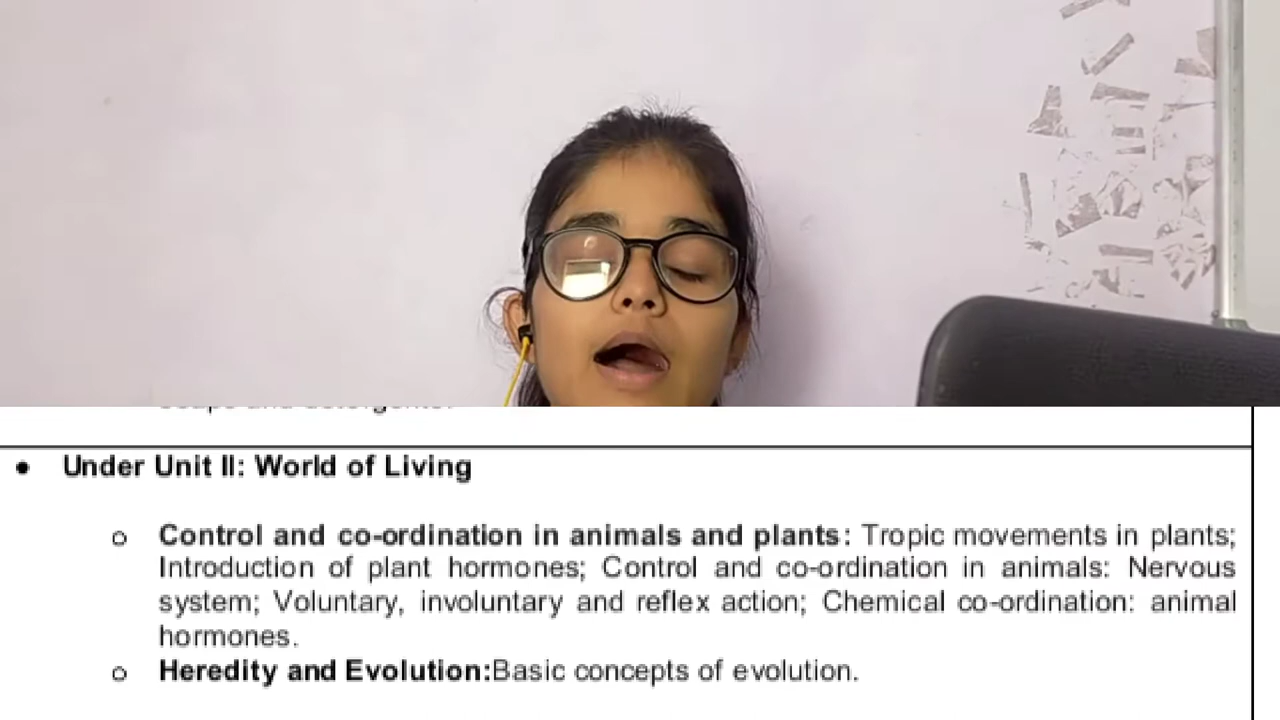 • Under Unit II: World of Living
o Control and co-ordination in animals and plants: Tropic movements in plants;
Introduction of plant hormones; Control and co-ordination in animals: Nervous
system; Voluntary, involuntary and reflex action; Chemical co-ordination: animal
hormones.
o Heredity and Evolution:Basic concepts of evolution.